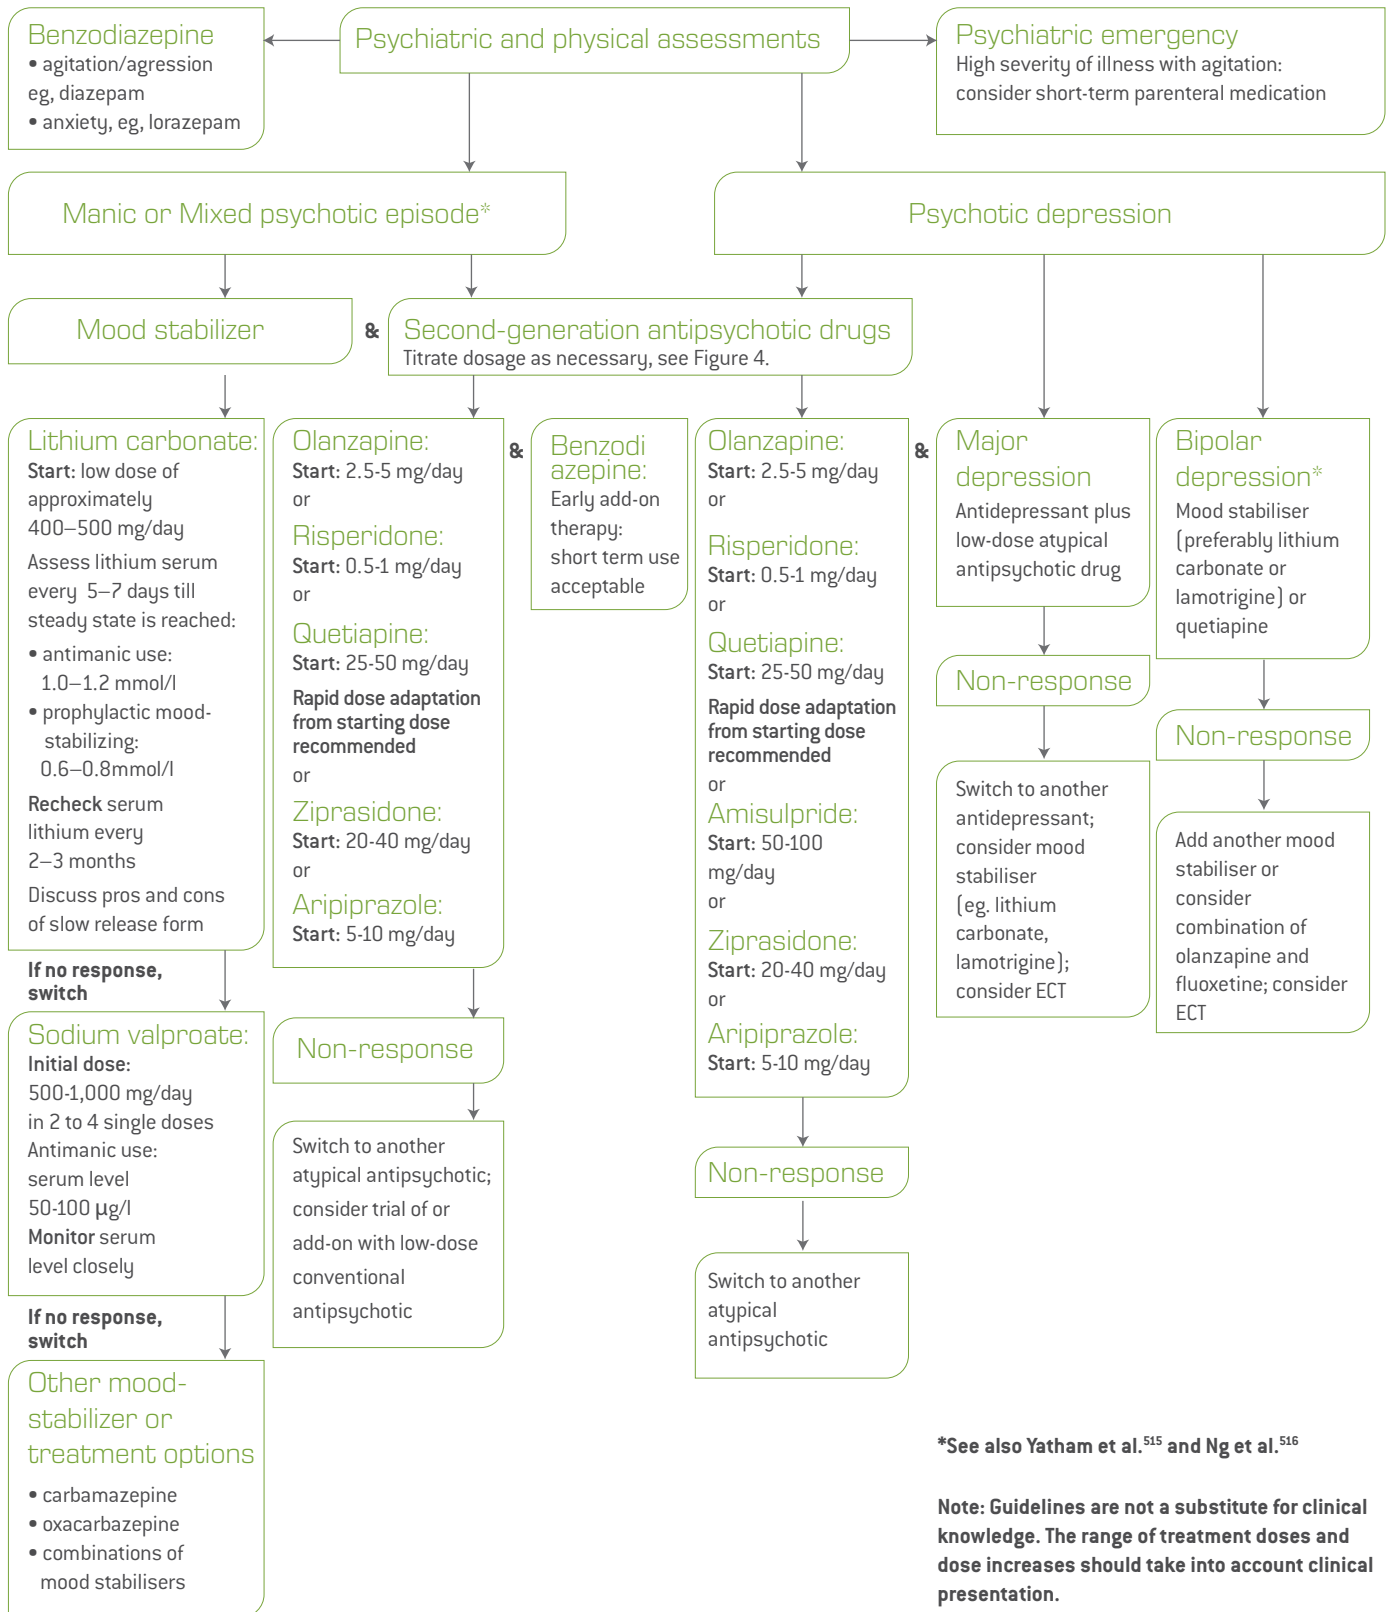 Benzodiazepine
• agitation/agression
eg, diazepam
• anxiety, eg, lorazepam
Psychiatric and physical assessments
Psychiatric emergency
High severity of illness with agitation:
consider short-term parenteral medication
Manic or Mixed psychotic episode*
Psychotic depression
Mood stabilizer
&
Second-generation antipsychotic drugs
Titrate dosage as necessary, see Figure 4.
Lithium carbonate:
Start: low dose of
approximately
400–500 mg/day
Assess lithium serum
every 5–7 days till
steady state is reached:
• antimanic use:
1.0–1.2 mmol/l
• prophylactic mood-
stabilizing:
0.6–0.8mmol/l
Recheck serum
lithium every
2–3 months
Discuss pros and cons
of slow release form
If no response,
switch
Sodium valproate:
Initial dose:
500-1,000 mg/day
in 2 to 4 single doses
Antimanic use:
serum level
50-100 µg/l
Monitor serum
level closely
If no response,
switch
Other mood-
stabilizer or
treatment options
• carbamazepine
• oxacarbazepine
• combinations of
mood stabilisers
Olanzapine:
Start: 2.5-5 mg/day
or
Risperidone:
Start: 0.5-1 mg/day
or
Quetiapine:
Start: 25-50 mg/day
Rapid dose adaptation
from starting dose
recommended
or
Ziprasidone:
Start: 20-40 mg/day
or
Aripiprazole:
Start: 5-10 mg/day
Non-response
Switch to another
atypical antipsychotic;
consider trial of or
add-on with low-dose
conventional
antipsychotic
&
Benzodi
azepine:
Early add-on
therapy:
short term use
acceptable
Olanzapine:
Start: 2.5-5 mg/day
or
Risperidone:
Start: 0.5-1 mg/day
or
Quetiapine:
Start: 25-50 mg/day
Rapid dose adaptation
from starting dose
recommended
or
Amisulpride:
Start: 50-100
mg/day
or
Ziprasidone:
Start: 20-40 mg/day
or
Aripiprazole:
Start: 5-10 mg/day
Non-response
Switch to another
atypical
antipsychotic
&
Major
depression
Antidepressant plus
low-dose atypical
antipsychotic drug
Non-response
Switch to another
antidepressant;
consider mood
stabiliser
(eg. lithium
carbonate,
lamotrigine);
consider ECT
Bipolar
depression*
Mood stabiliser
(preferably lithium
carbonate or
lamotrigine) or
quetiapine
Non-response
Add another mood
stabiliser or
consider
combination of
olanzapine and
fluoxetine; consider
ECT
*See also Yatham et al.515 and Ng et al.516
Note: Guidelines are not a substitute for clinical
knowledge. The range of treatment doses and
dose increases should take into account clinical
presentation.